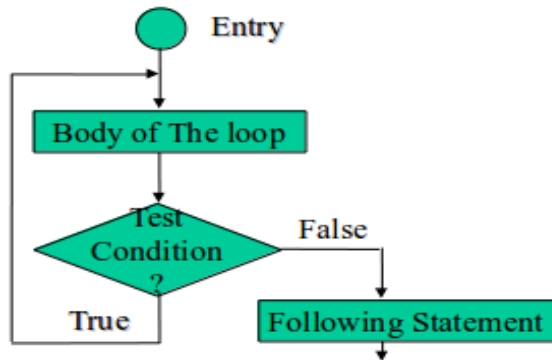 Entry
Body of The loop
Test
Condition
?
False
True
Following Statement